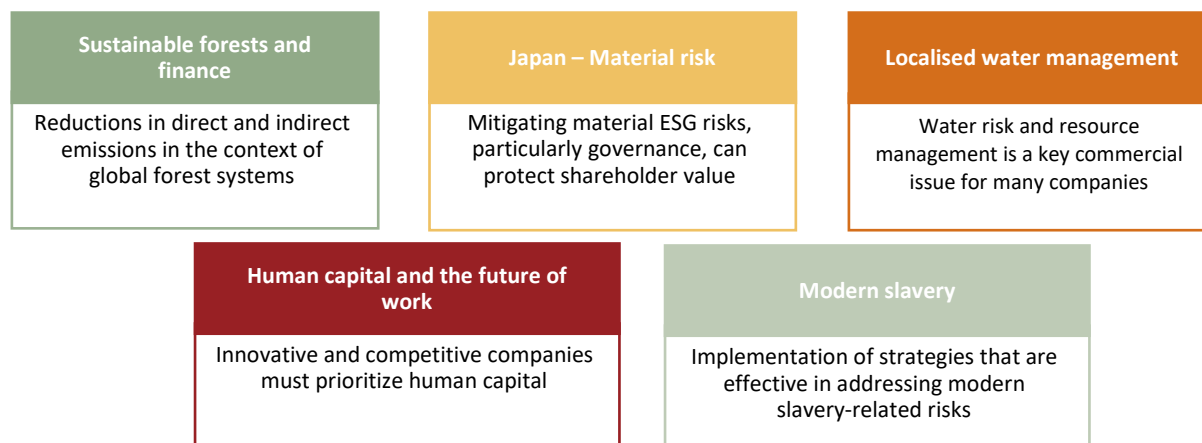 Sustainable forests and
finance
Reductions in direct and indirect
emissions in the context of
global forest systems
Japan – Material risk
Mitigating material ESG risks,
particularly governance, can
protect shareholder value
Localised water management
Water risk and resource
management is a key commercial
issue for many companies
Human capital and the future of
work
Innovative and competitive companies
must prioritize human capital
Modern slavery
Implementation of strategies that are
effective in addressing modern
slavery-related risks